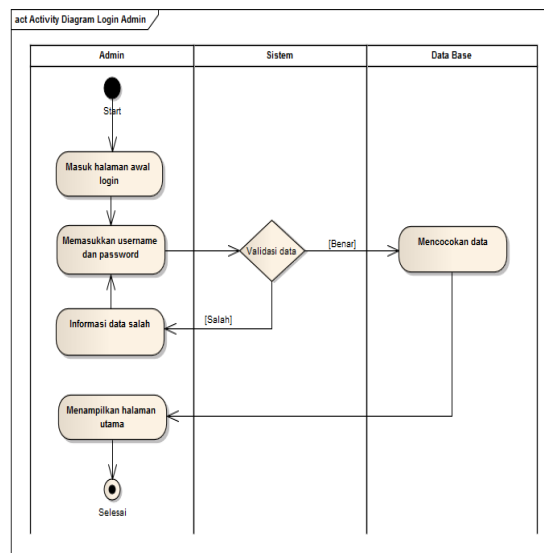 act Activity Diagram Login Admin
Admin
Sistem
Data Base
Start
Masuk halaman awal
login
Memasukkan username
dan password
Validasi data
[Benar]
Mencocokan data
Informasi data salah
[Salah]
Menampilkan halaman
utama
Selesai